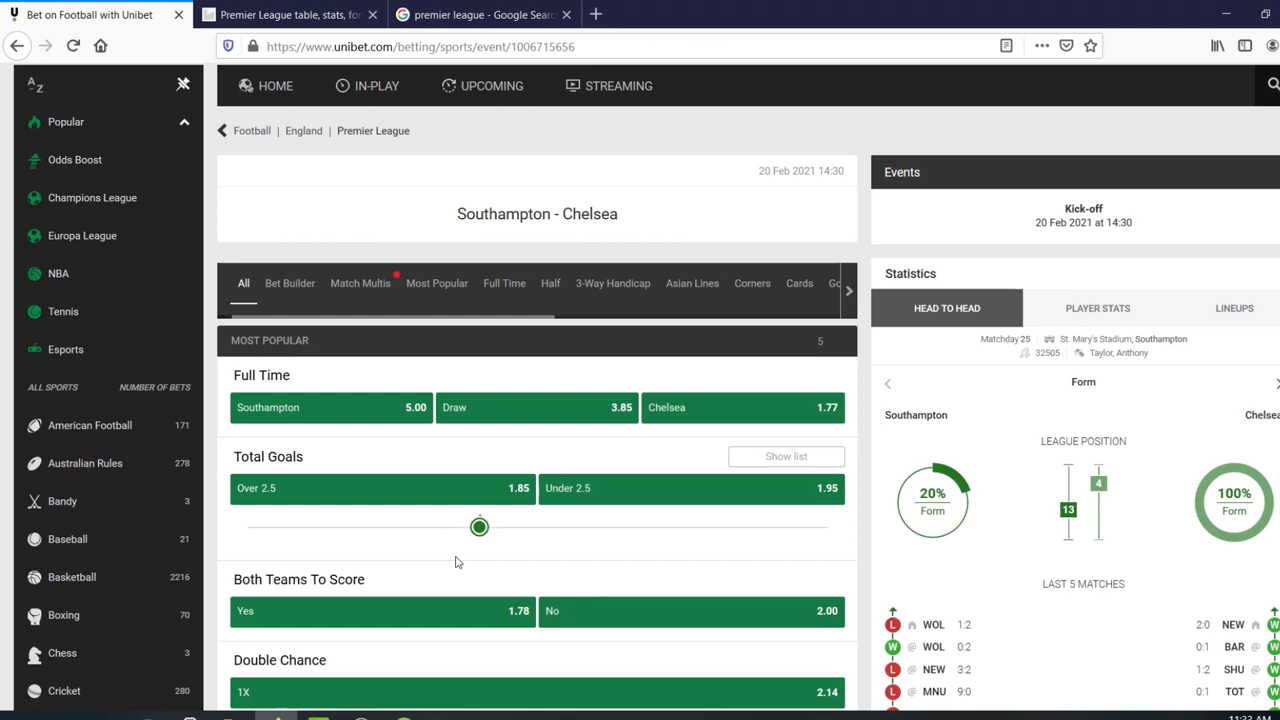 Bet on Football with Unibet
Premier League table, stats, for
premier league - Google Searc
https://www.unibet.com/betting/sports/event/1006715656
A
Z
HOME
IN-PLAY
UPCOMING
STREAMING
Popular
Odds Boost
Champions League
Europa League
NBA
Tennis
Esports
ALL SPORTS NUMBER OF BETS
American Football 171
Australian Rules 278
Bandy 3
Baseball 21
Basketball 2216
Boxing 70
Chess 3
Cricket 280
Football | England | Premier League
20 Feb 2021 14:30
Southampton - Chelsea
All Bet Builder Match Multis Most Popular Full Time Half 3-Way Handicap Asian Lines Corners Cards Go
MOST POPULAR 5
Full Time
Southampton 5.00 Draw 3.85 Chelsea 1.77
Total Goals Show list
Over 2.5 1.85 Under 2.5 1.95
Both Teams To Score
Yes 1.78 No 2.00
Double Chance
1X 2.14
Events
Kick-off
20 Feb 2021 at 14:30
Statistics
HEAD TO HEAD PLAYER STATS LINEUPS
Matchday 25 | St. Mary's Stadium, Southampton
32505 | Taylor, Anthony
Form
Southampton Chelsea
LEAGUE POSITION
20% Form
13
4
100% Form
LAST 5 MATCHES
L WOL 1:2 2:0 NEW W
W @ WOL 0:2 0:1 BAR @ W
L @ NEW 3:2 1:2 SHU @ W
L @ MNU 9:0 0:1 TOT @ W